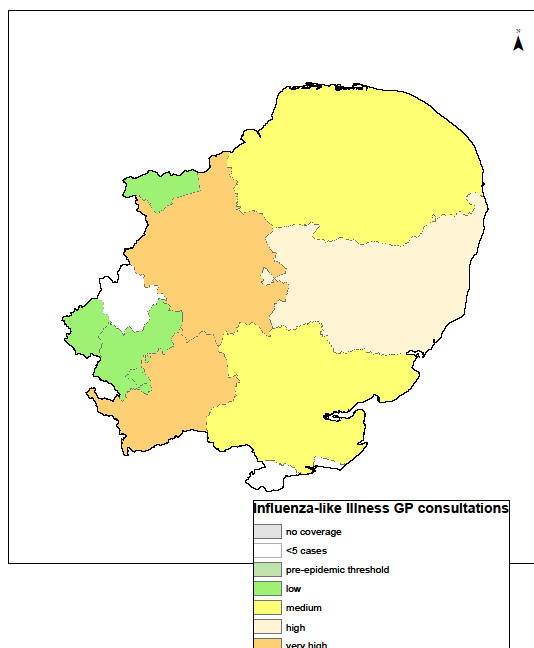 N
Influenza-like Illness GP consultations
no coverage
<5 cases
pre-epidemic threshold
low
medium
high
very high